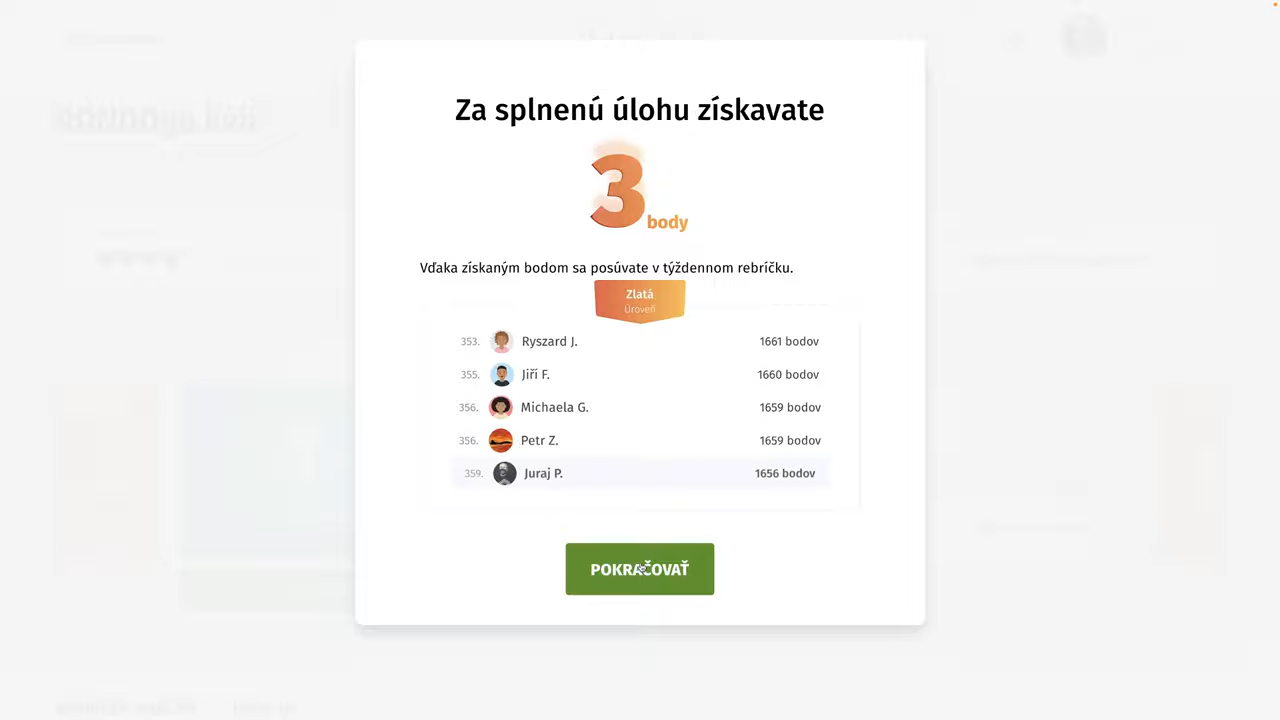 Za splnenú úlohu získavate
3 body
Vďaka získaným bodom sa posúvate v týždennom rebríčku.
Zlatá
Úroveň
353. Ryszard J. 1661 bodov
355. Jiří F. 1660 bodov
356. Michaela G. 1659 bodov
356. Petr Z. 1659 bodov
359. Juraj P. 1656 bodov
POKRAČOVAŤ